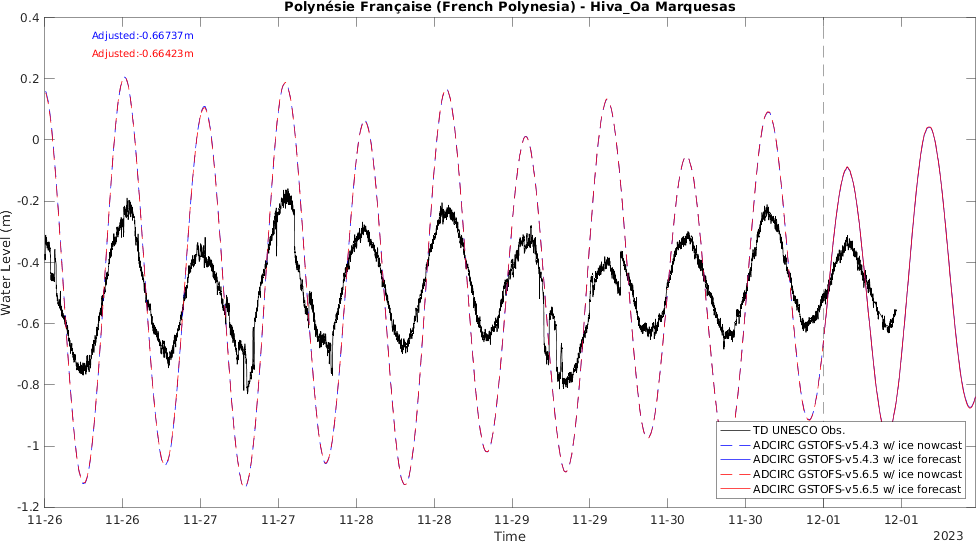 Polynésie Française (French Polynesia) - Hiva_Oa Marquesas
Adjusted:-0.66737m
Adjusted:-0.66423m
0.4
0.2
0
-0.2
-0.4
-0.6
-0.8
-1
-1.2
Water Level (m)
TD UNESCO Obs.
ADCIRC GSTOFS-v5.4.3 w/ ice nowcast
ADCIRC GSTOFS-v5.4.3 w/ ice forecast
ADCIRC GSTOFS-v5.6.5 w/ ice nowcast
ADCIRC GSTOFS-v5.6.5 w/ ice forecast
11-26 11-26 11-27 11-27 11-28 11-28 11-29 11-29 11-30 11-30 12-01 12-01
Time
2023